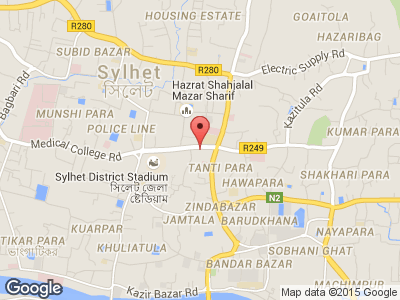 HOUSING ESTATE
GOAITOLA
R280
SUBID BAZAR
HAZARIBAG
Electric Supply Rd
Sylhet
সিলেট
R280
Bagbari Rd
Hazrat Shahjalal
Mazar Sharif
Kazitula Rd
MUNSHI PARA
POLICE LINE
KUMAR PARA
Medical College Rd
R249
TANTI PARA
SHAKHARI PARA
Sylhet District Stadium
সিলেট জেলা
ষ্টেডিয়াম
HAWAPARA
N2
ZINDABAZAR
JAMTALA
BARUDKHANA
NAYAPARA
KUARPAR
TIKAR PARA
KHULIATULA
SOBHANI GHAT
BANDAR BAZAR
MACHIMPUR
Kazir Bazar Rd
Google
Map data ©2015 Google